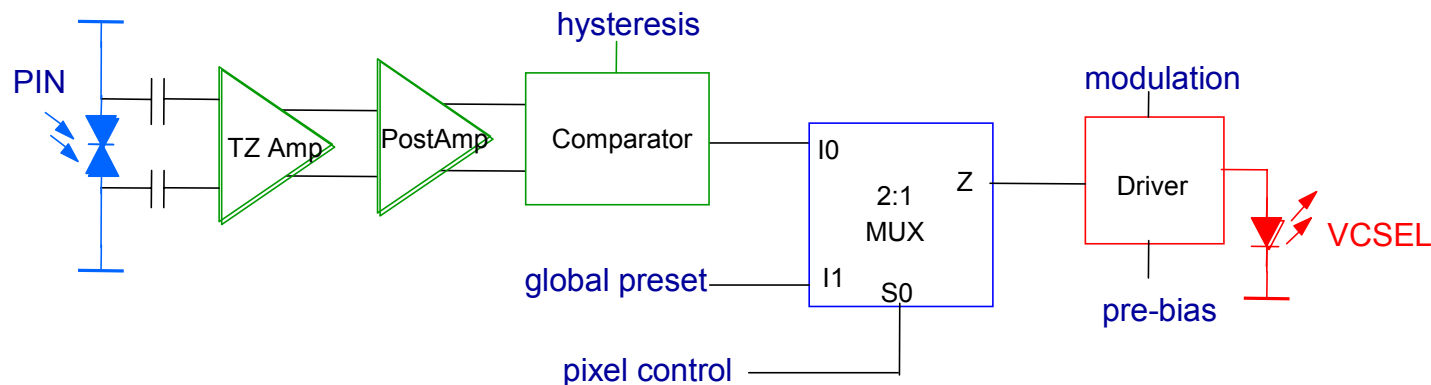 hysteresis
PIN
modulation
TZ Amp
PostAmp
Comparator
I0
2:1
MUX
Z
Driver
VCSEL
global preset
I1
S0
pre-bias
pixel control